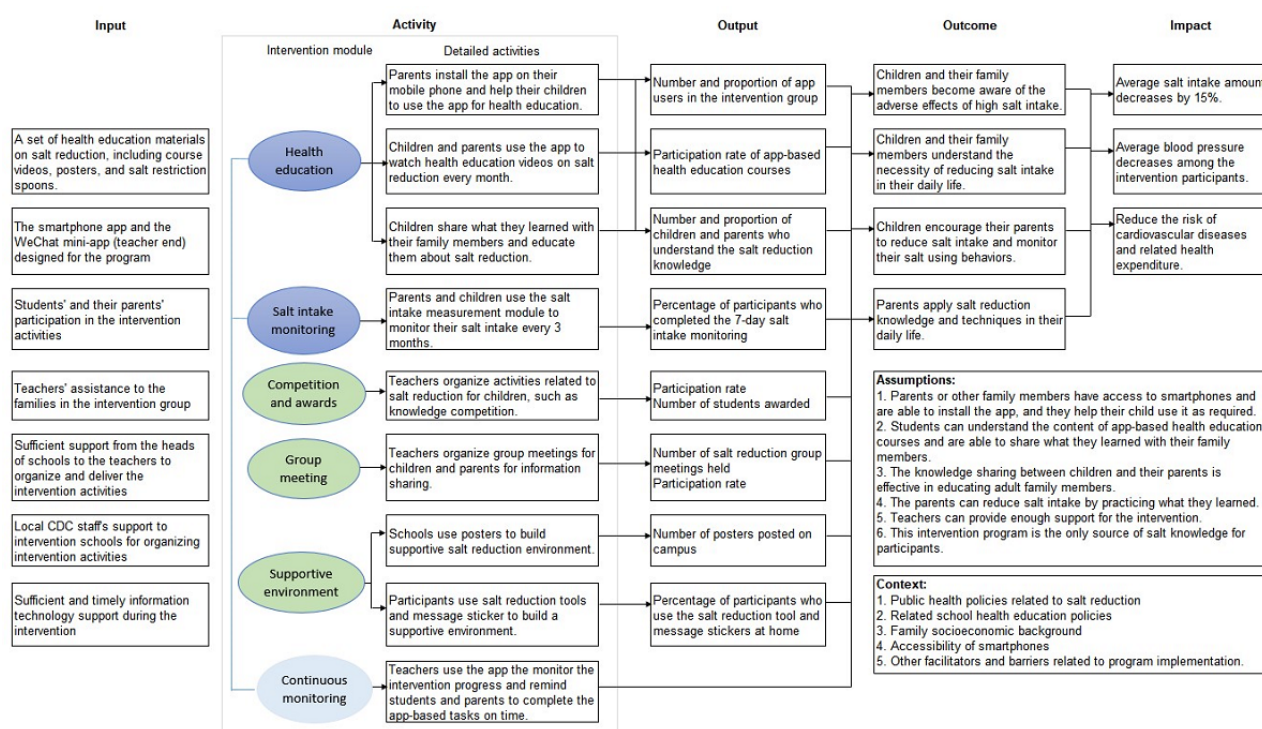 Input
Activity
Output
Outcome
Impact
Intervention module
Detailed activities
A set of health education materials
on salt reduction, including course
videos, posters, and salt restriction
spoons.
The smartphone app and the
WeChat mini-app (teacher end)
designed for the program
Students' and their parents'
participation in the intervention
activities
Teachers' assistance to the
families in the intervention group
Sufficient support from the heads
of schools to the teachers to
organize and deliver the
intervention activities
Local CDC staff's support to
intervention schools for organizing
intervention activities
Sufficient and timely information
technology support during the
intervention
Health
education
Salt intake
monitoring
Competition
and awards
Group
meeting
Supportive
environment
Continuous
monitoring
Parents install the app on their
mobile phone and help their children
to use the app for health education.
Children and parents use the app to
watch health education videos on salt
reduction every month.
Children share what they learned with
their family members and educate
them about salt reduction.
Parents and children use the salt
intake measurement module to
monitor their salt intake every 3
months.
Teachers organize activities related to
salt reduction for children, such as
knowledge competition.
Teachers organize group meetings for
children and parents for information
sharing.
Schools use posters to build
supportive salt reduction environment.
Participants use salt reduction tools
and message sticker to build a
supportive environment.
Teachers use the app the monitor the
intervention progress and remind
students and parents to complete the
app-based tasks on time.
Number and proportion of app
users in the intervention group
Participation rate of app-based
health education courses
Number and proportion of
children and parents who
understand the salt reduction
knowledge
Percentage of participants who
completed the 7-day salt
intake monitoring
Participation rate
Number of students awarded
Number of salt reduction group
meetings held
Participation rate
Number of posters posted on
campus
Percentage of participants who
use the salt reduction tool and
message stickers at home
Children and their family
members become aware of the
adverse effects of high salt intake.
Children and their family
members understand the
necessity of reducing salt intake
in their daily life.
Children encourage their parents
to reduce salt intake and monitor
their salt using behaviors.
Parents apply salt reduction
knowledge and techniques in their
daily life.
Average salt intake amount
decreases by 15%.
Average blood pressure
decreases among the
intervention participants.
Reduce the risk of
cardiovascular diseases
and related health
expenditure.
Assumptions:
1. Parents or other family members have access to smartphones and
are able to install the app, and they help their child use it as required.
2. Students can understand the content of app-based health education
courses and are able to share what they learned with their family
members.
3. The knowledge sharing between children and their parents is
effective in educating adult family members.
4. The parents can reduce salt intake by practicing what they learned.
5. Teachers can provide enough support for the intervention.
6. This intervention program is the only source of salt knowledge for
participants.
Context:
1. Public health policies related to salt reduction
2. Related school health education policies
3. Family socioeconomic background
4. Accessibility of smartphones
5. Other facilitators and barriers related to program implementation.